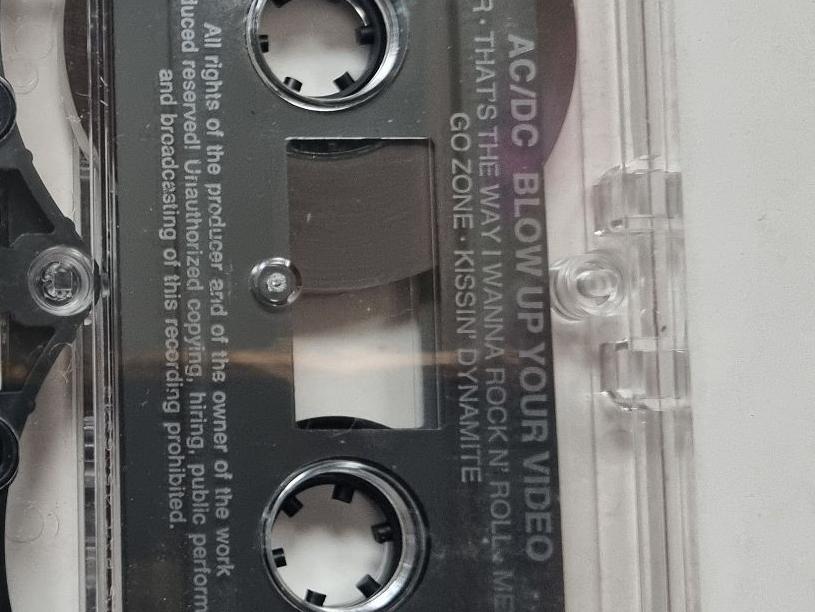 AC/DC BLOW UP YOUR VIDEO
R · THAT'S THE WAY I WANNA ROCK N' ROLL · ME
GO ZONE · KISSIN' DYNAMITE
All rights of the producer and of the owner of the work
duced reserved! Unauthorized copying, hiring, public perform
and broadcasting of this recording prohibited.